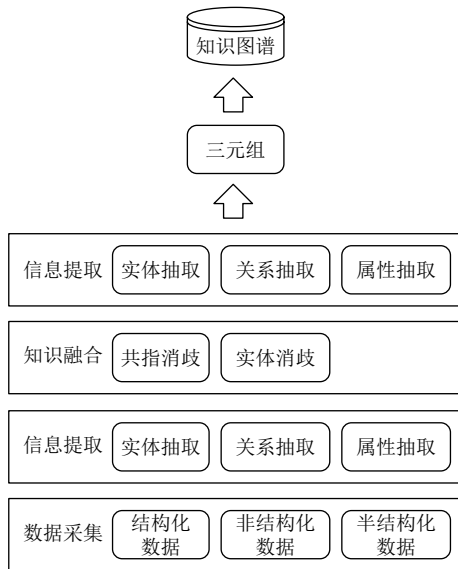 知识图谱
三元组
信息提取 实体抽取 关系抽取 属性抽取
知识融合 共指消歧 实体消歧
信息提取 实体抽取 关系抽取 属性抽取
数据采集 结构化数据 非结构化数据 半结构化数据